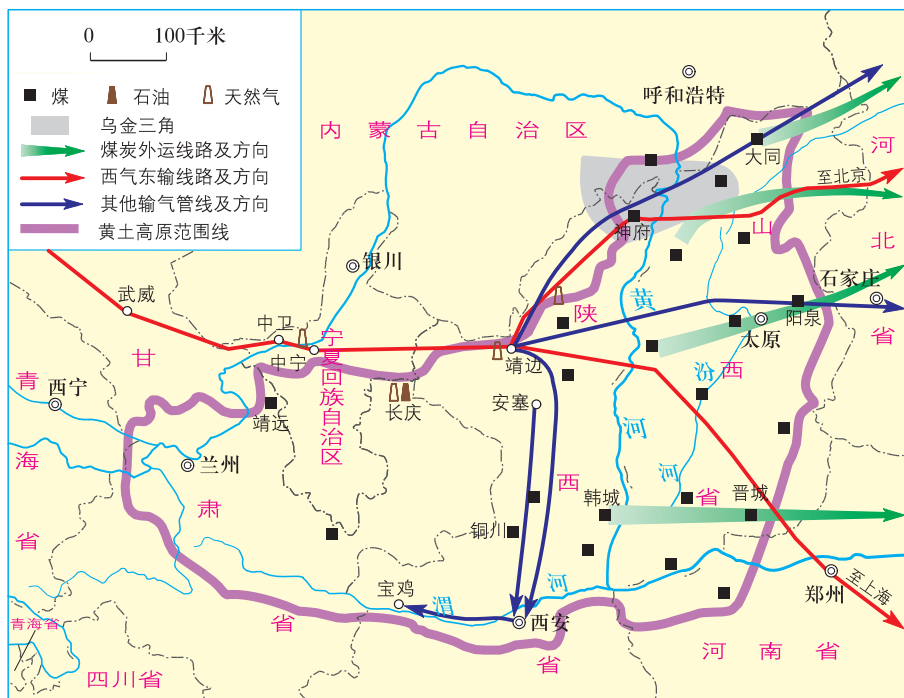 0 100千米
煤 石油 天然气
乌金三角
煤炭外运线路及方向
西气东输线路及方向
其他输气管线及方向
黄土高原范围线
呼和浩特
内蒙古自治区
大同
河北省
至北京
神府
山西省
银川
石家庄
武威
中卫
中宁
宁夏回族自治区
陕西省
黄河
阳泉
太原
靖边
甘肃省
青海省
西宁
长庆
安塞
汾河
靖远
兰州
韩城
晋城
铜川
宝鸡
渭河
西安
郑州
至上海
青海省
四川省
河南省